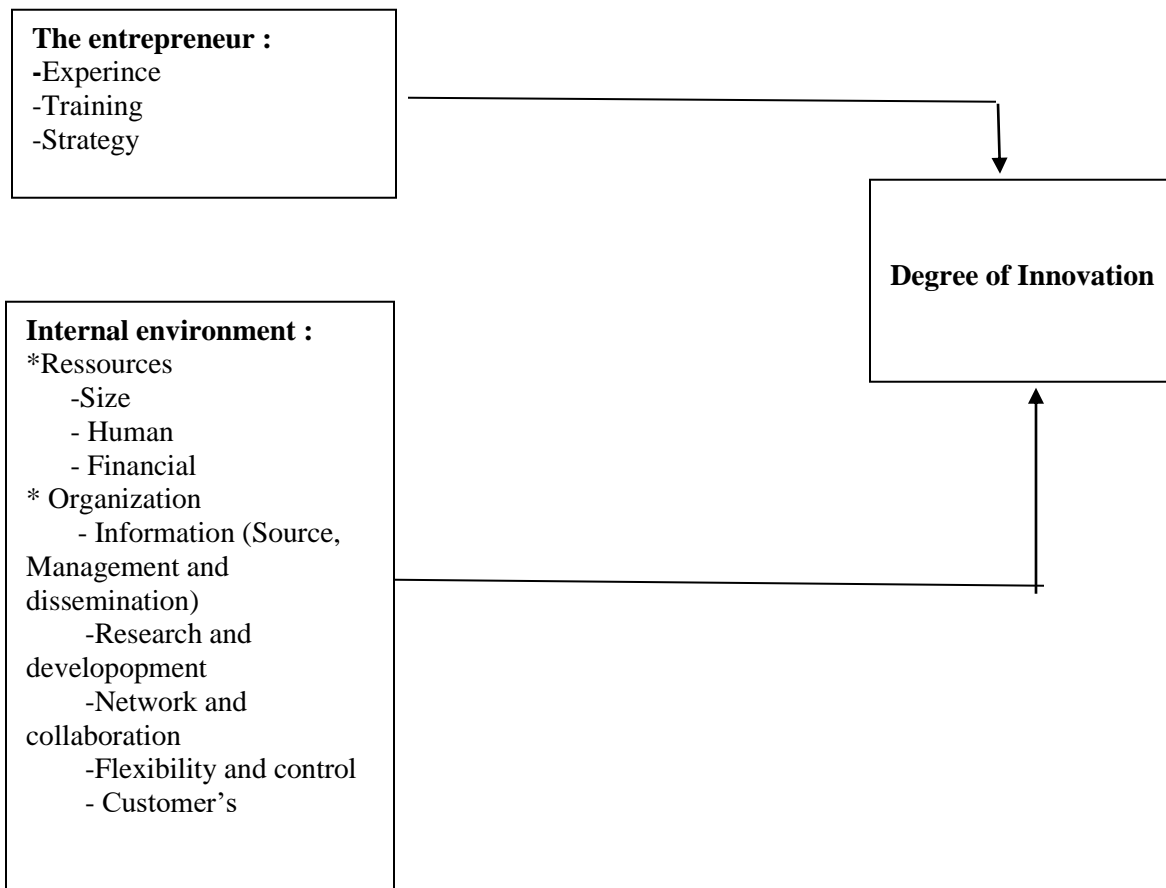 The entrepreneur :
-Experince
-Training
-Strategy
Degree of Innovation
Internal environment :
*Ressources
-Size
- Human
- Financial
* Organization
- Information (Source,
Management and
dissemination)
-Research and
developopment
-Network and
collaboration
-Flexibility and control
- Customer’s